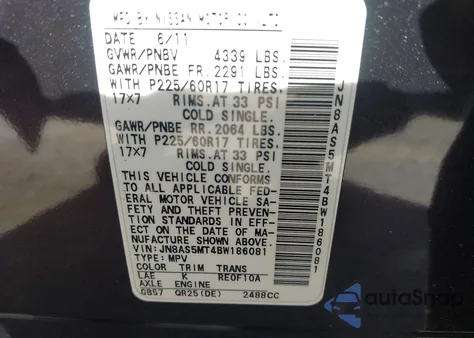 MFD BY NISSAN MOTOR CO., LTD.
DATE 6/11
GVWR/PNBV 4339 LBS.
GAWR/PNBE FR. 2291 LBS.
WITH P225/60R17 TIRES,
17X7 RIMS.AT 33 PSI
COLD SINGLE.
GAWR/PNBE RR. 2064 LBS.
WITH P225/60R17 TIRES,
17X7 RIMS.AT 33 PSI
COLD SINGLE.
THIS VEHICLE CONFORMS
TO ALL APPLICABLE FED-
ERAL MOTOR VEHICLE SA-
FETY AND THEFT PREVEN-
TION STANDARDS IN EFF-
ECT ON THE DATE OF MA-
NUFACTURE SHOWN ABOVE.
VIN: JN8AS5MT4BW186081
TYPE: MPV
COLOR TRIM TRANS
LAE K RE0F10A
AXLE ENGINE
GB57 QR25(DE) 2488CC
JN8AS5MT4BW186081
autoSnap